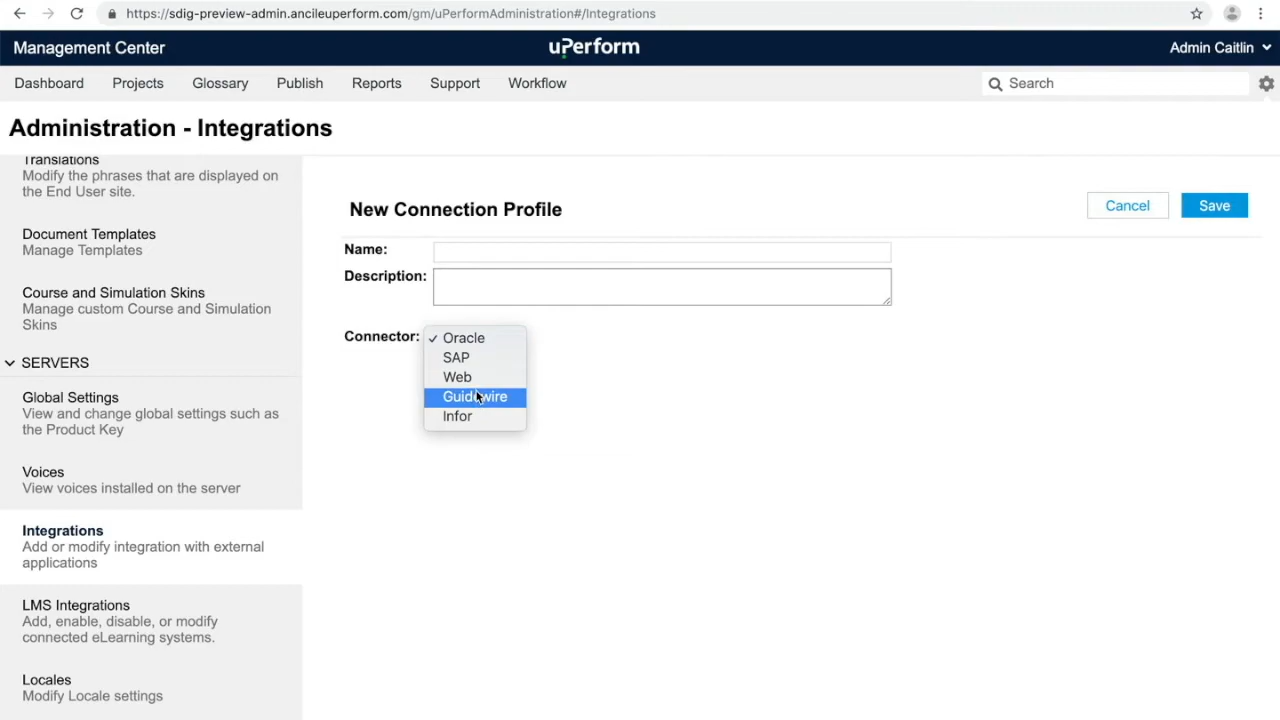 https://sdig-preview-admin.ancileuperform.com/gm/uPerformAdministration#/Integrations
Management Center
uPerform
Admin Caitlin
Dashboard Projects Glossary Publish Reports Support Workflow
Search
Administration - Integrations
Translations
Modify the phrases that are displayed on
the End User site.
Document Templates
Manage Templates
Course and Simulation Skins
Manage custom Course and Simulation
Skins
SERVERS
Global Settings
View and change global settings such as
the Product Key
Voices
View voices installed on the server
Integrations
Add or modify integration with external
applications
LMS Integrations
Add, enable, disable, or modify
connected eLearning systems.
Locales
Modify Locale settings
New Connection Profile
Cancel
Save
Name:
Description:
Connector:
Oracle
SAP
Web
Guidewire
Infor